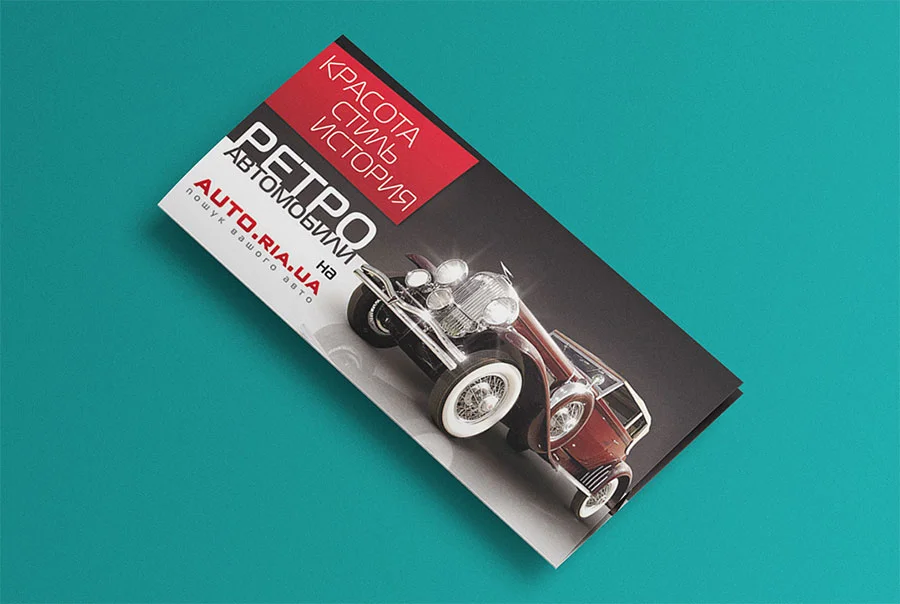 КРАСОТА
СТИЛЬ
ИСТОРИЯ
РЕТРО
АВТОМОБИЛИ
на
AUTO.RIA.UA
пошук вашого авто